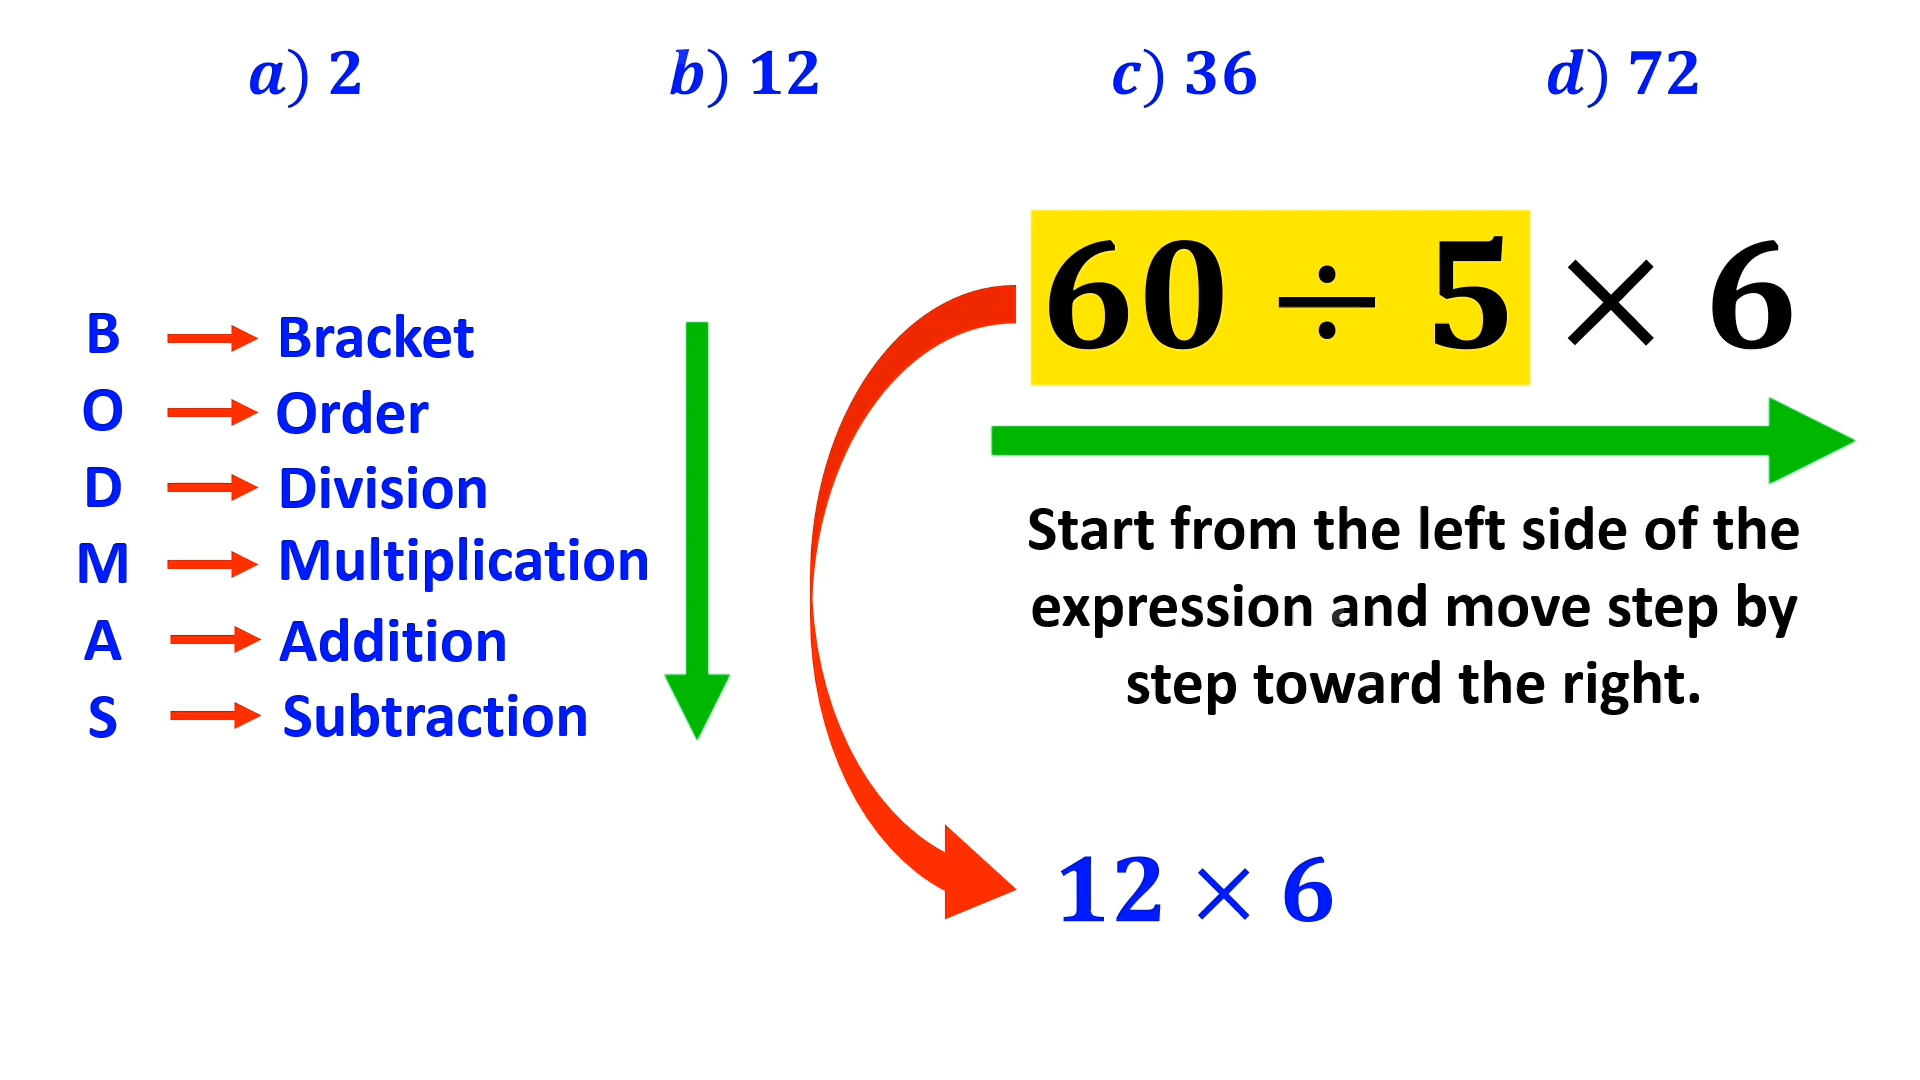 a) 2 b) 12 c) 36 d) 72
60 ÷ 5 × 6
B → Bracket
O → Order
D → Division
M → Multiplication
A → Addition
S → Subtraction
Start from the left side of the
expression and move step by
step toward the right.
12 × 6